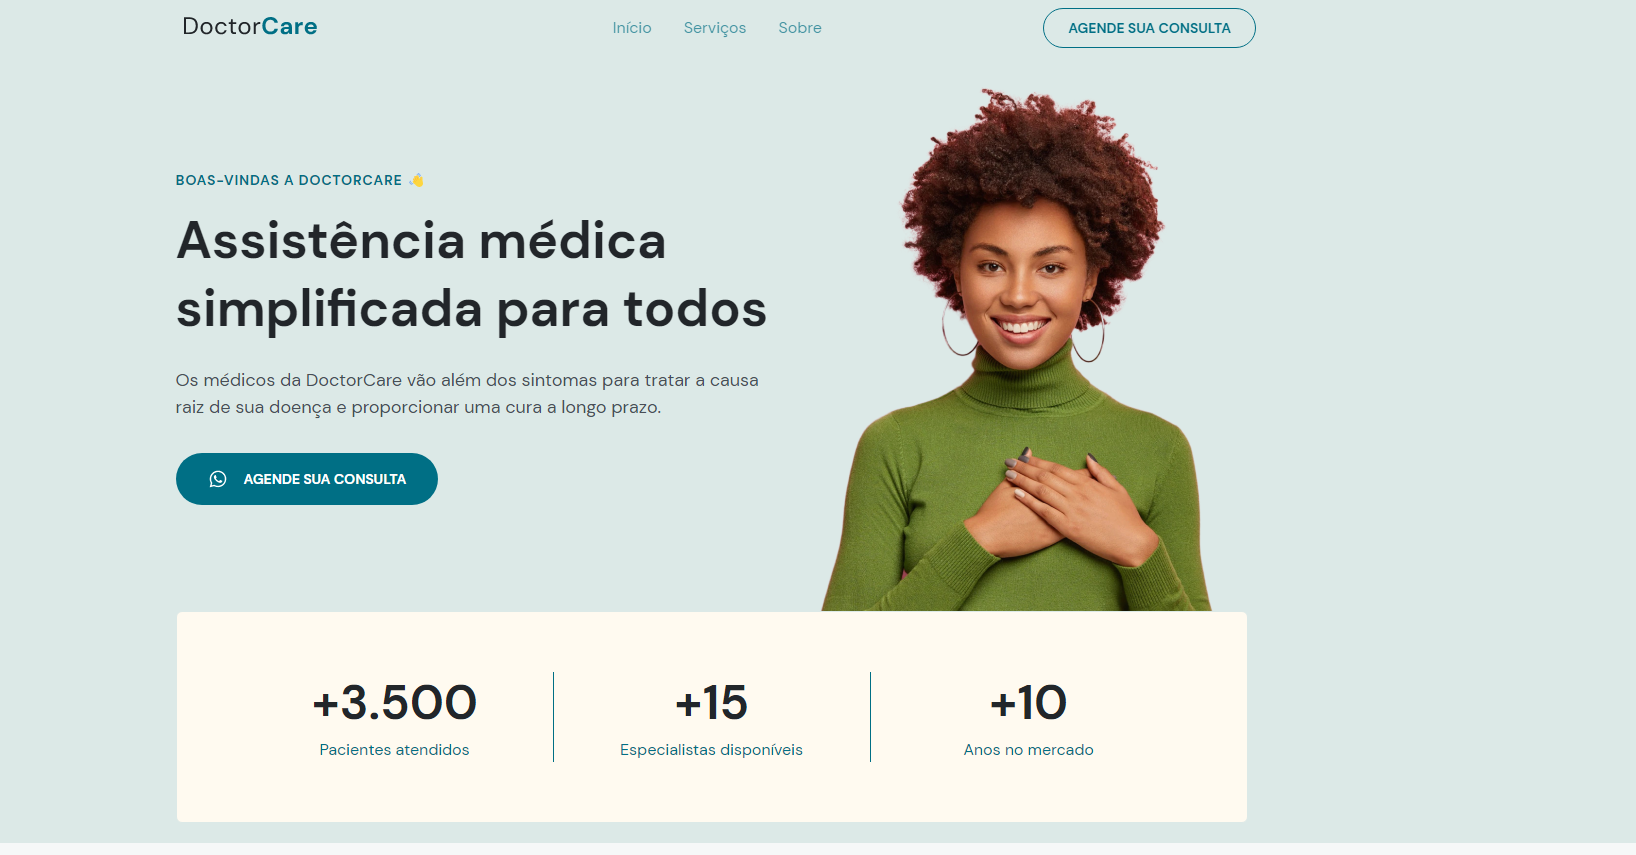 DoctorCare
Início Serviços Sobre
AGENDE SUA CONSULTA
BOAS-VINDAS A DOCTORCARE 👋
Assistência médica
simplificada para todos
Os médicos da DoctorCare vão além dos sintomas para tratar a causa
raiz de sua doença e proporcionar uma cura a longo prazo.
AGENDE SUA CONSULTA
+3.500
Pacientes atendidos
+15
Especialistas disponíveis
+10
Anos no mercado